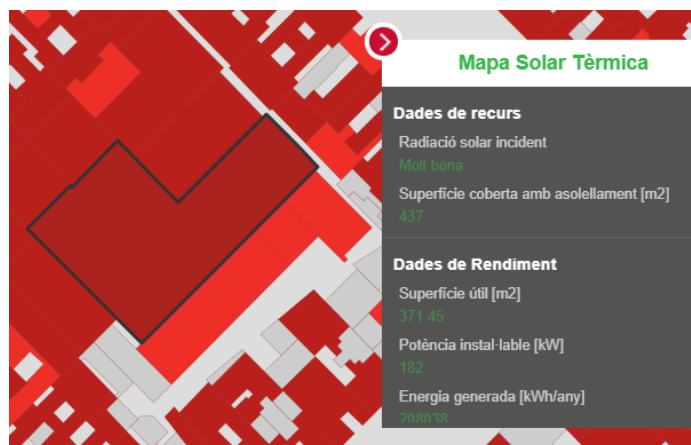 Mapa Solar Tèrmica
Dades de recurs
Radiació solar incident
Molt bona
Superfície coberta amb asolellament [m2]
437
Dades de Rendiment
Superfície útil [m2]
371.45
Potència instal·lable [kW]
182
Energia generada [kWh/any]
208038